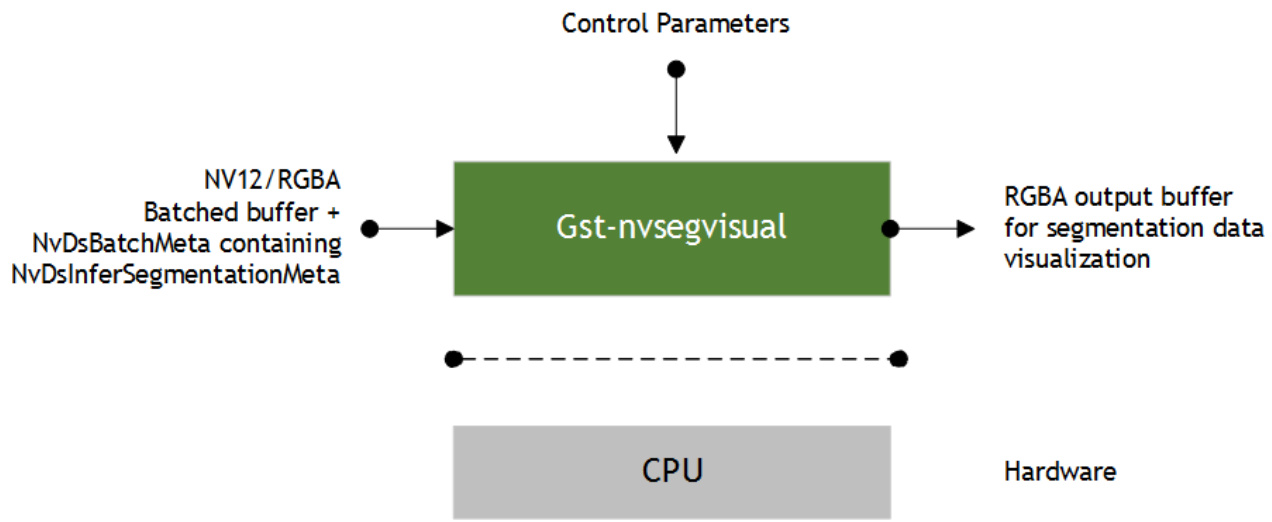 Control Parameters
NV12/RGBA
Batched buffer +
NvDsBatchMeta containing
NvDsInferSegmentationMeta
Gst-nvsegvisual
RGBA output buffer
for segmentation data
visualization
CPU
Hardware